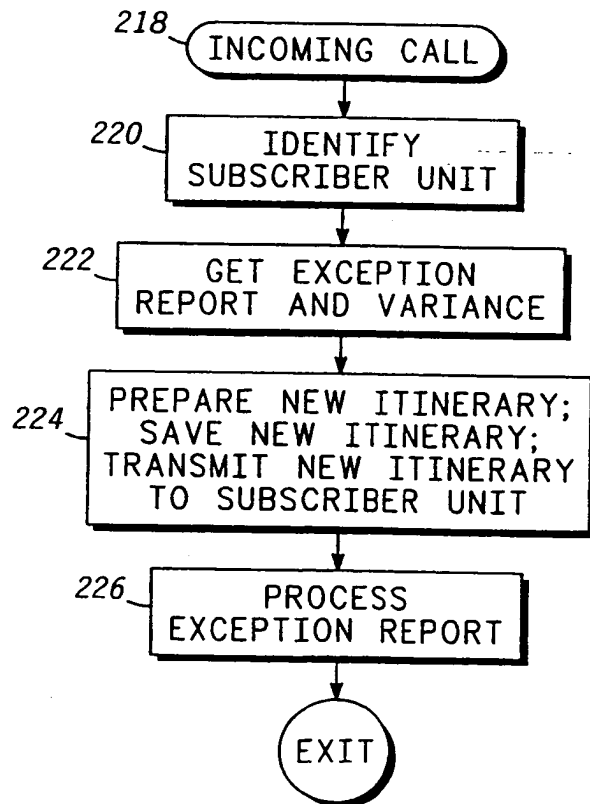 218
INCOMING CALL
220
IDENTIFY
SUBSCRIBER UNIT
222
GET EXCEPTION
REPORT AND VARIANCE
224
PREPARE NEW ITINERARY;
SAVE NEW ITINERARY;
TRANSMIT NEW ITINERARY
TO SUBSCRIBER UNIT
226
PROCESS
EXCEPTION REPORT
EXIT